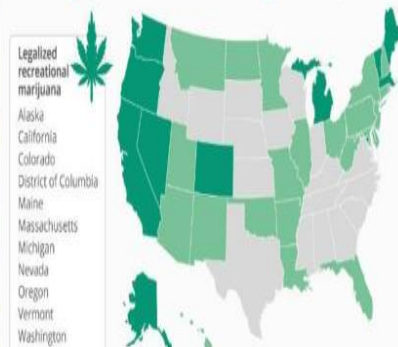 Legalized
recreational
marijuana
Alaska
California
Colorado
District of Columbia
Maine
Massachusetts
Michigan
Nevada
Oregon
Vermont
Washington